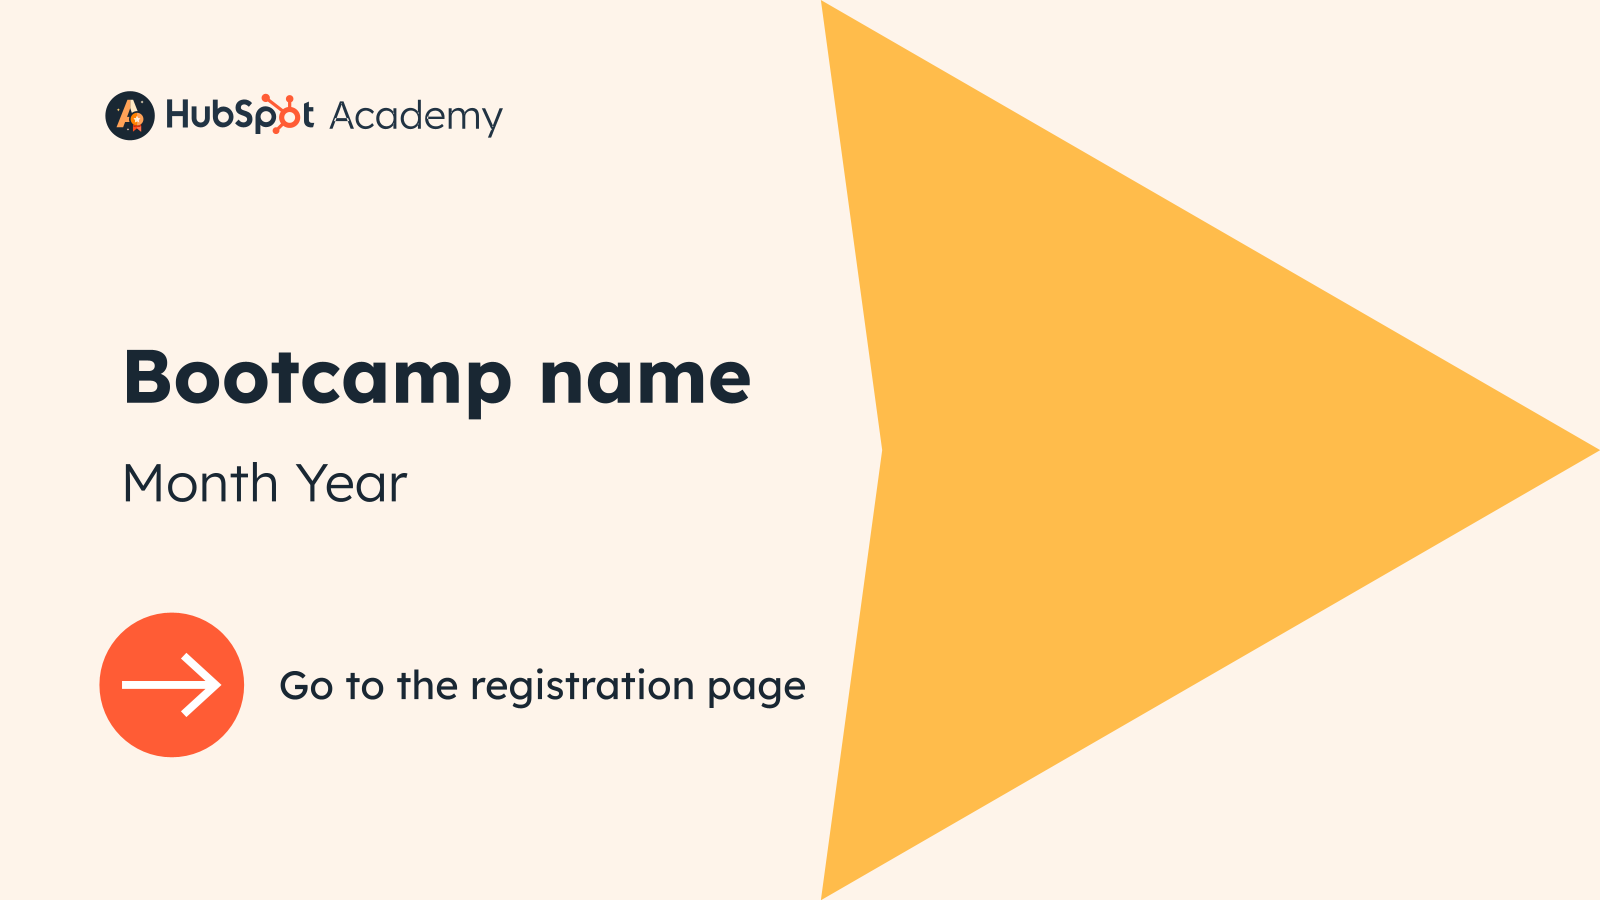 HubSpot Academy
Bootcamp name
Month Year
Go to the registration page